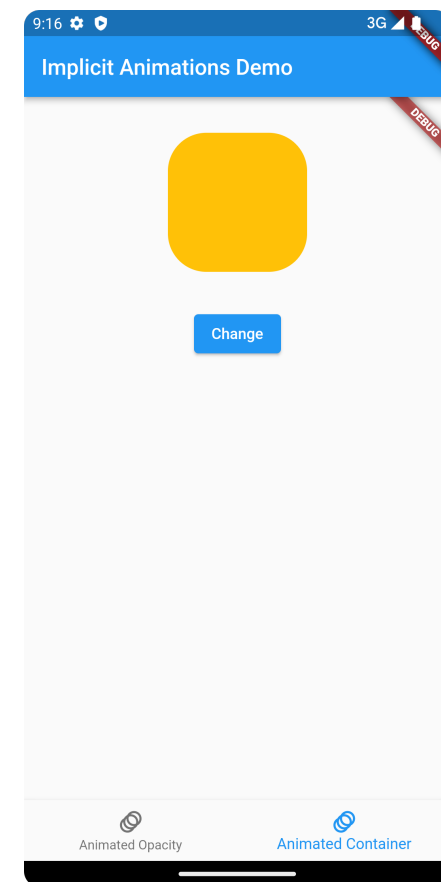 9:16 3G
DEBUG
Implicit Animations Demo
DEBUG
Change
Animated Opacity Animated Container